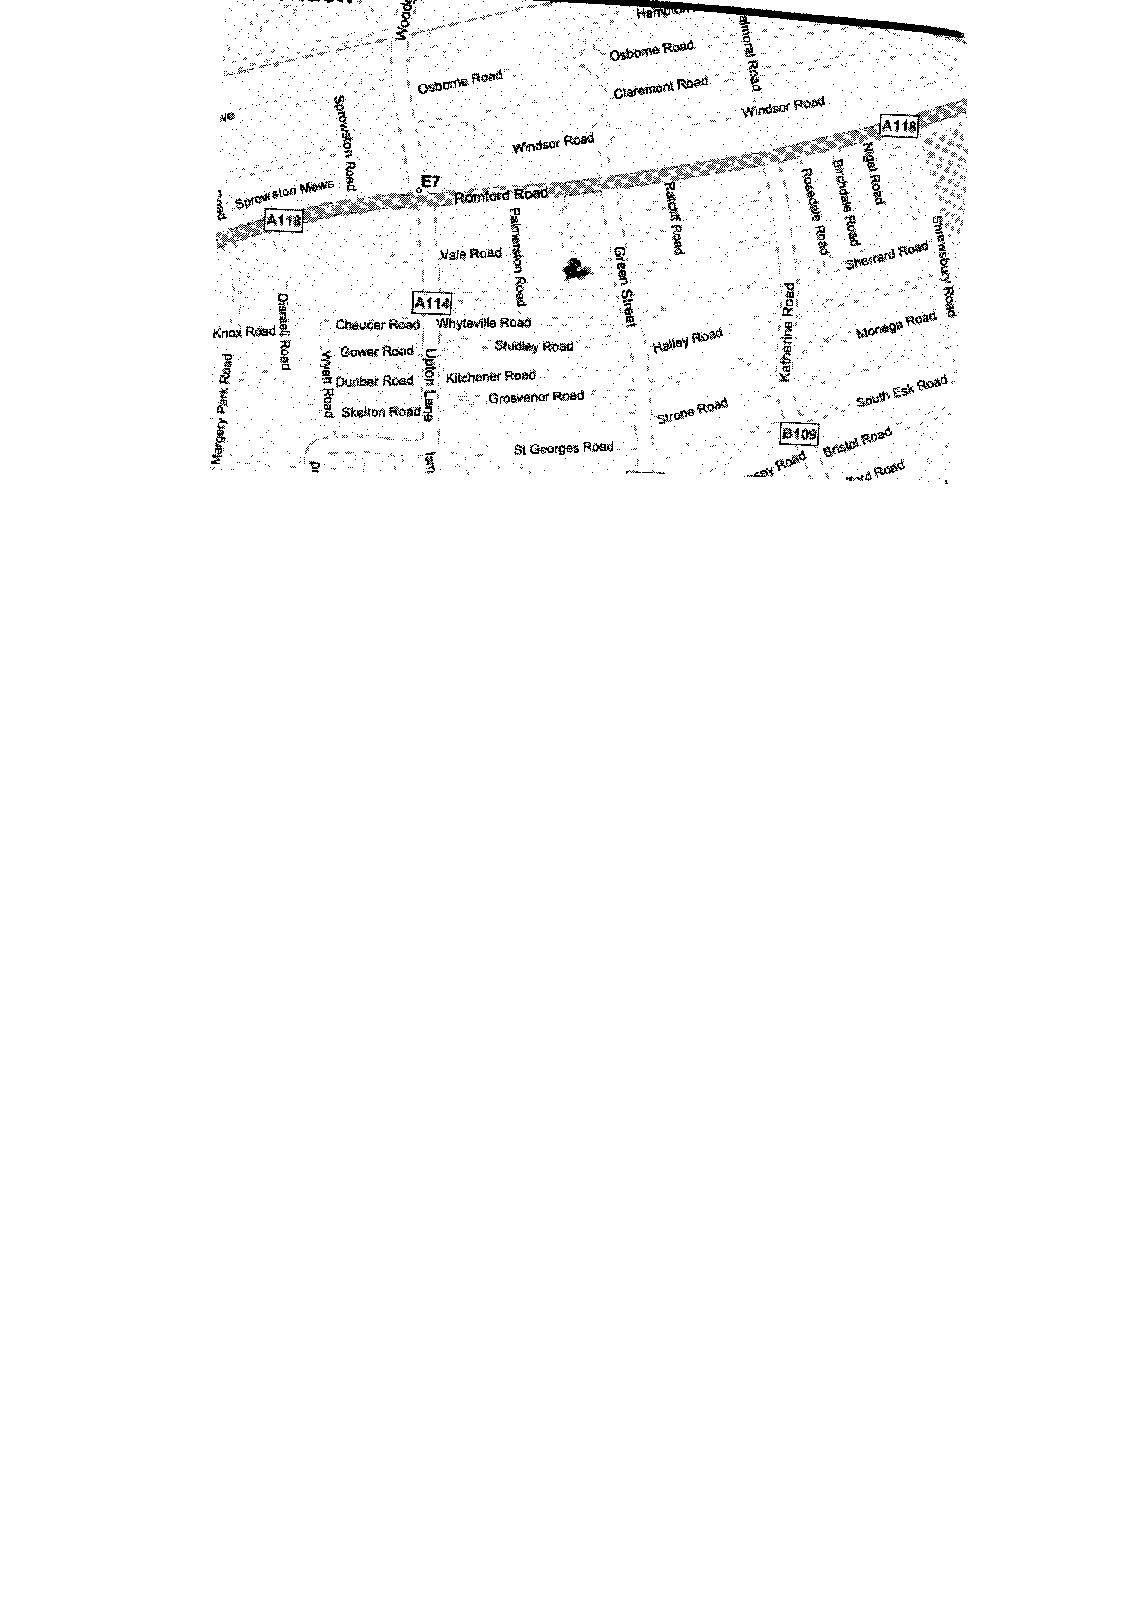 Osborne Road
Claremont Road
Osborne Road
Windsor Road
Windsor Road
A118
Sprowston Road
E7
Sprowston Mews
Romford Road
A118
Nigel Road
Birchdale Road
Rosedale Road
Ratcliff Road
Palmerston Road
Vale Road
Green Street
Sherrard Road
Shrewsbury Road
A114
Disraeli Road
Knox Road
Chaucer Road
Whyteville Road
Katherine Road
Monega Road
Gower Road
Studley Road
Halley Road
Margery Park Road
Wyatt Road
Upton Lane
Dunbar Road
Kitchener Road
Grosvenor Road
South Esk Road
Skelton Road
Strone Road
B109
Bristol Road
St Georges Road